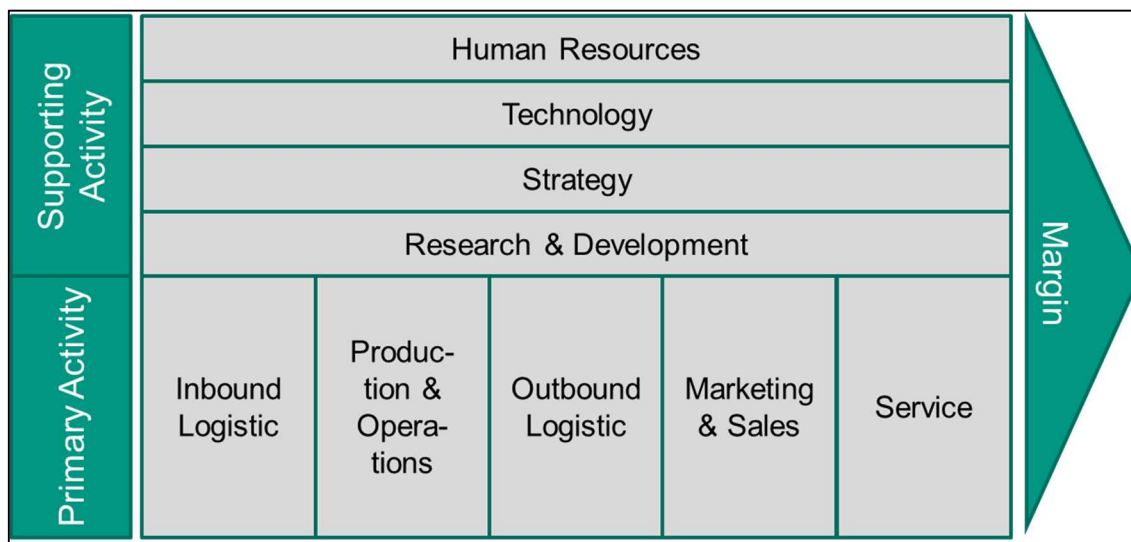 Supporting
Activity
Human Resources
Technology
Strategy
Research & Development
Primary Activity
Inbound
Logistic
Produc-
tion &
Opera-
tions
Outbound
Logistic
Marketing
& Sales
Service
Margin